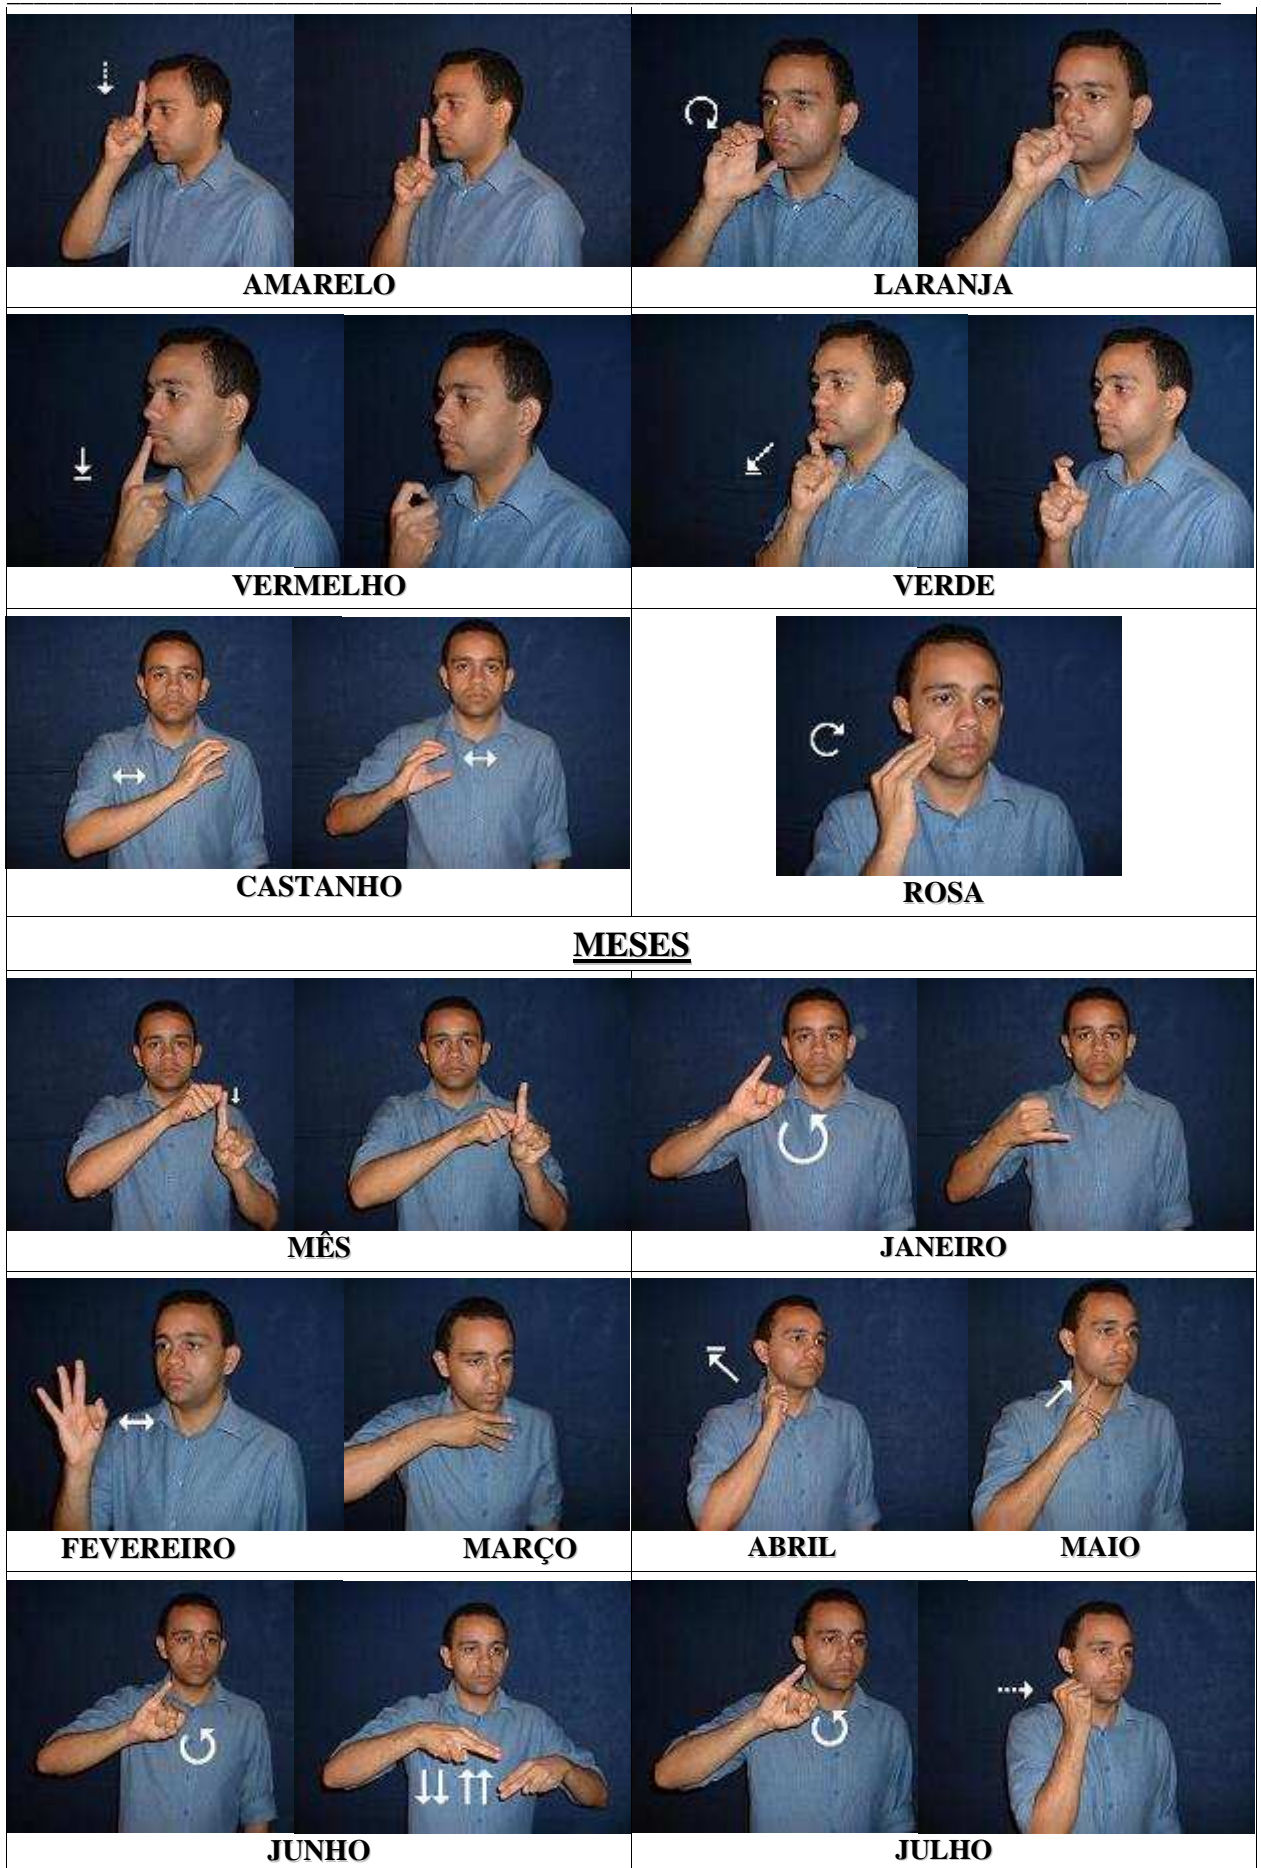 AMARELO
LARANJA
VERMELHO
VERDE
CASTANHO
ROSA
MESES
MÊS
JANEIRO
FEVEREIRO
MARÇO
ABRIL
MAIO
JUNHO
JULHO